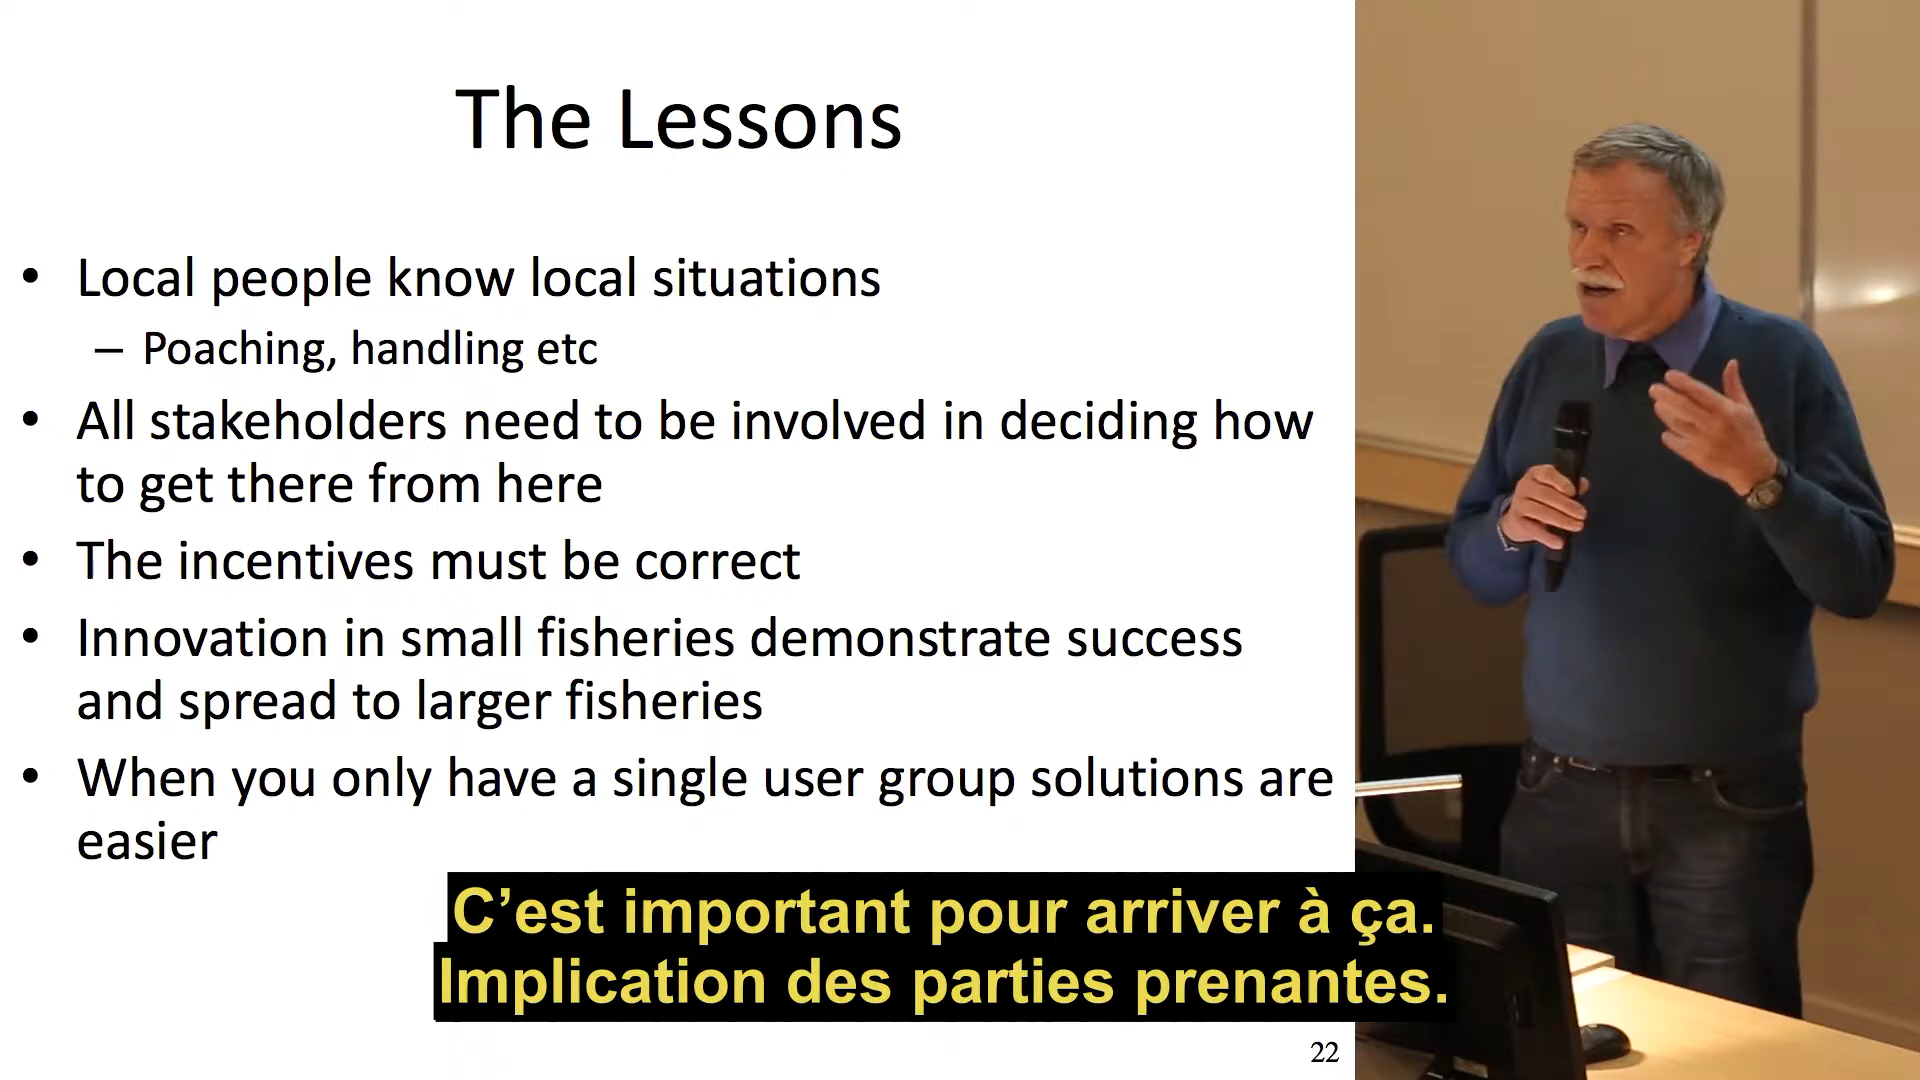 The Lessons
• Local people know local situations
– Poaching, handling etc
• All stakeholders need to be involved in deciding how
to get there from here
• The incentives must be correct
• Innovation in small fisheries demonstrate success
and spread to larger fisheries
• When you only have a single user group solutions are
easier
C’est important pour arriver à ça.
Implication des parties prenantes.
22